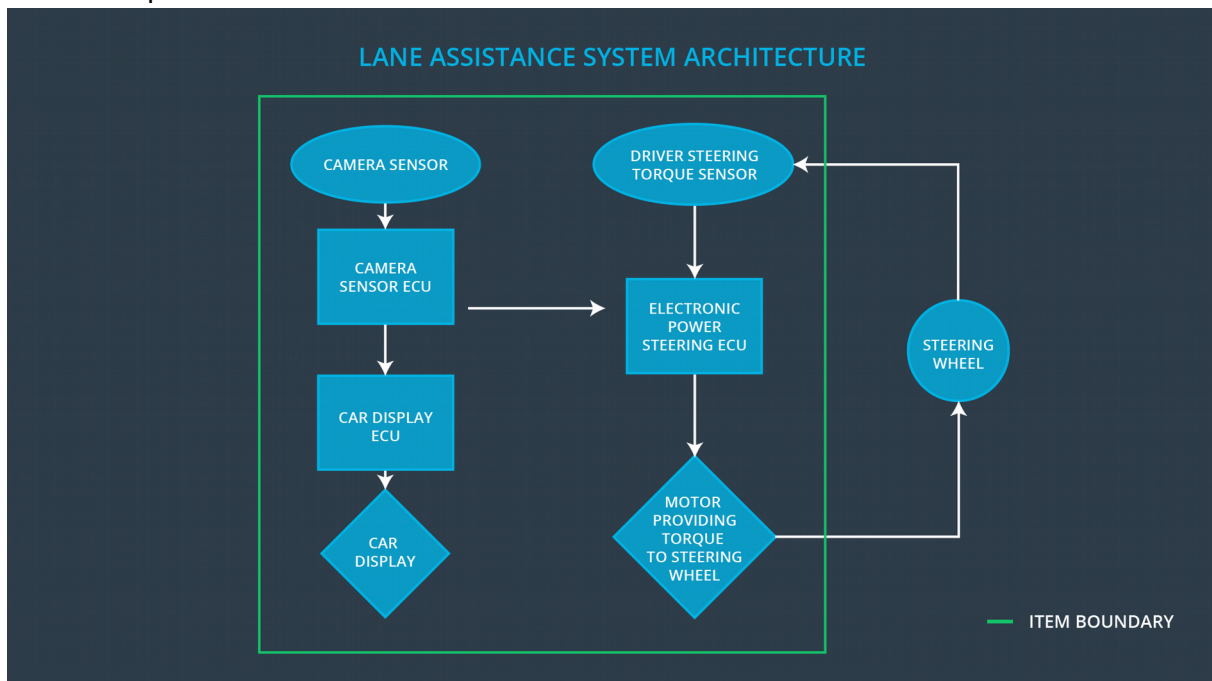 LANE ASSISTANCE SYSTEM ARCHITECTURE
CAMERA SENSOR
DRIVER STEERING
TORQUE SENSOR
CAMERA
SENSOR ECU
ELECTRONIC
POWER
STEERING ECU
STEERING
WHEEL
CAR DISPLAY
ECU
MOTOR
PROVIDING
TORQUE
TO STEERING
WHEEL
CAR
DISPLAY
ITEM BOUNDARY